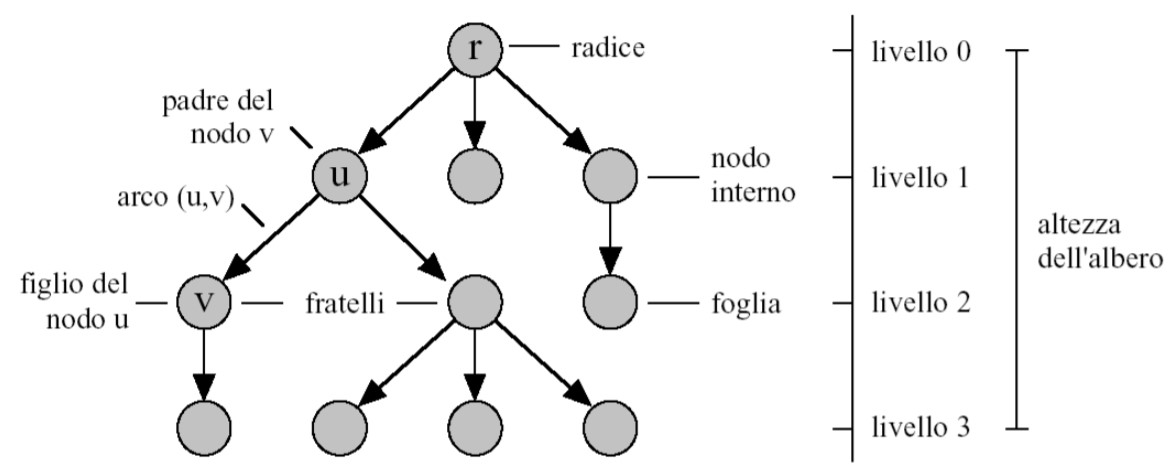 r
radice
livello 0
padre del
nodo v
u
nodo
interno
livello 1
arco (u,v)
altezza
dell'albero
figlio del
nodo u
v
fratelli
foglia
livello 2
livello 3